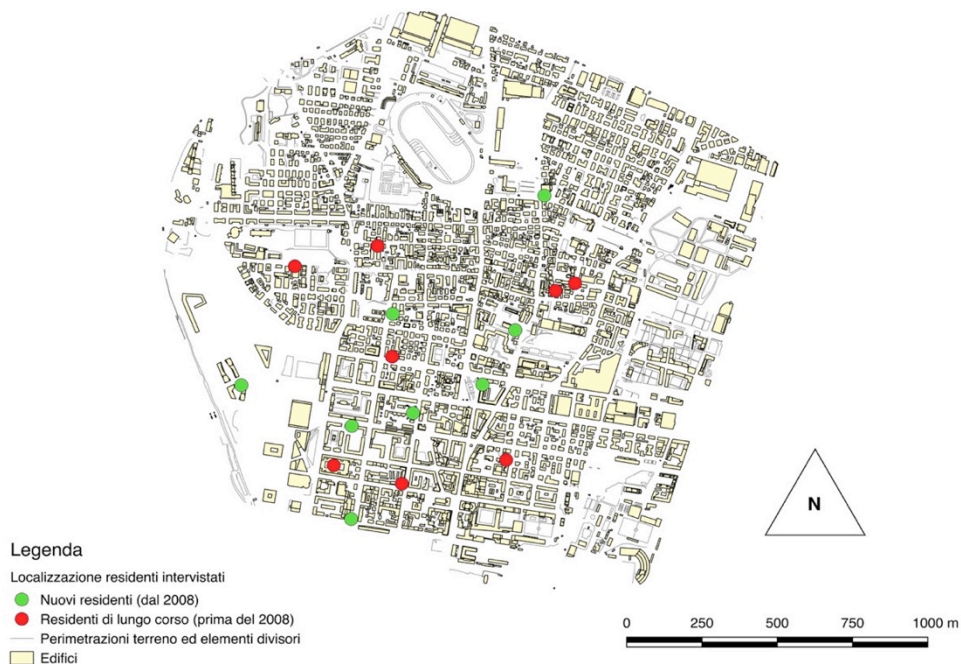 N
Legenda
Localizzazione residenti intervistati
Nuovi residenti (dal 2008)
Residenti di lungo corso (prima del 2008)
Perimetrazioni terreno ed elementi divisori
Edifici
0 250 500 750 1000 m